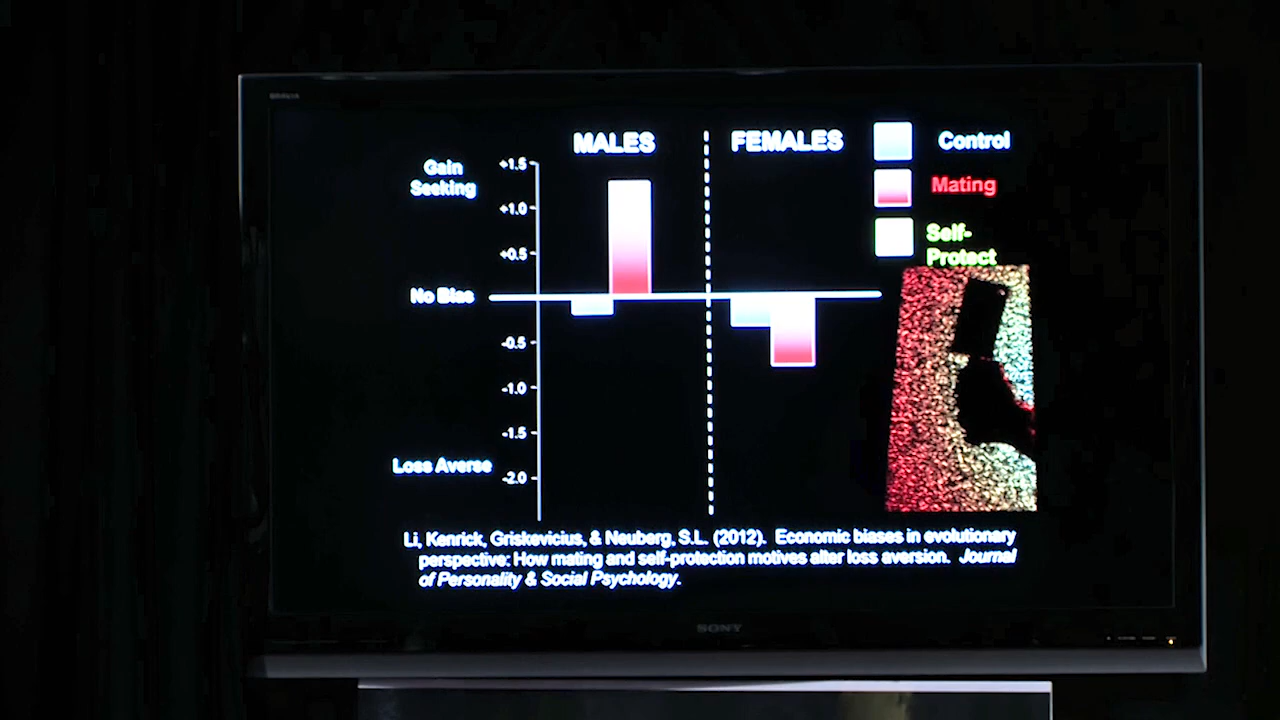 BRAVIA
MALES
FEMALES
Control
Gain
Seeking
+1.5
Mating
+1.0
Self-
Protect
+0.5
No Bias
-0.5
-1.0
-1.5
Loss Averse
-2.0
Li, Kenrick, Griskevicius, & Neuberg, S.L. (2012). Economic biases in evolutionary
perspective: How mating and self-protection motives alter loss aversion. Journal
of Personality & Social Psychology.
SONY